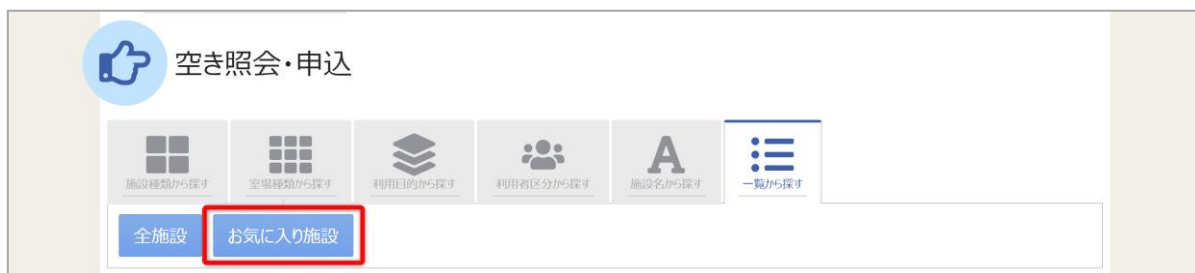 空き照会・申込
施設種類から探す 室場種類から探す 利用目的から探す 利用者区分から探す 施設名から探す 一覧から探す
全施設 お気に入り施設